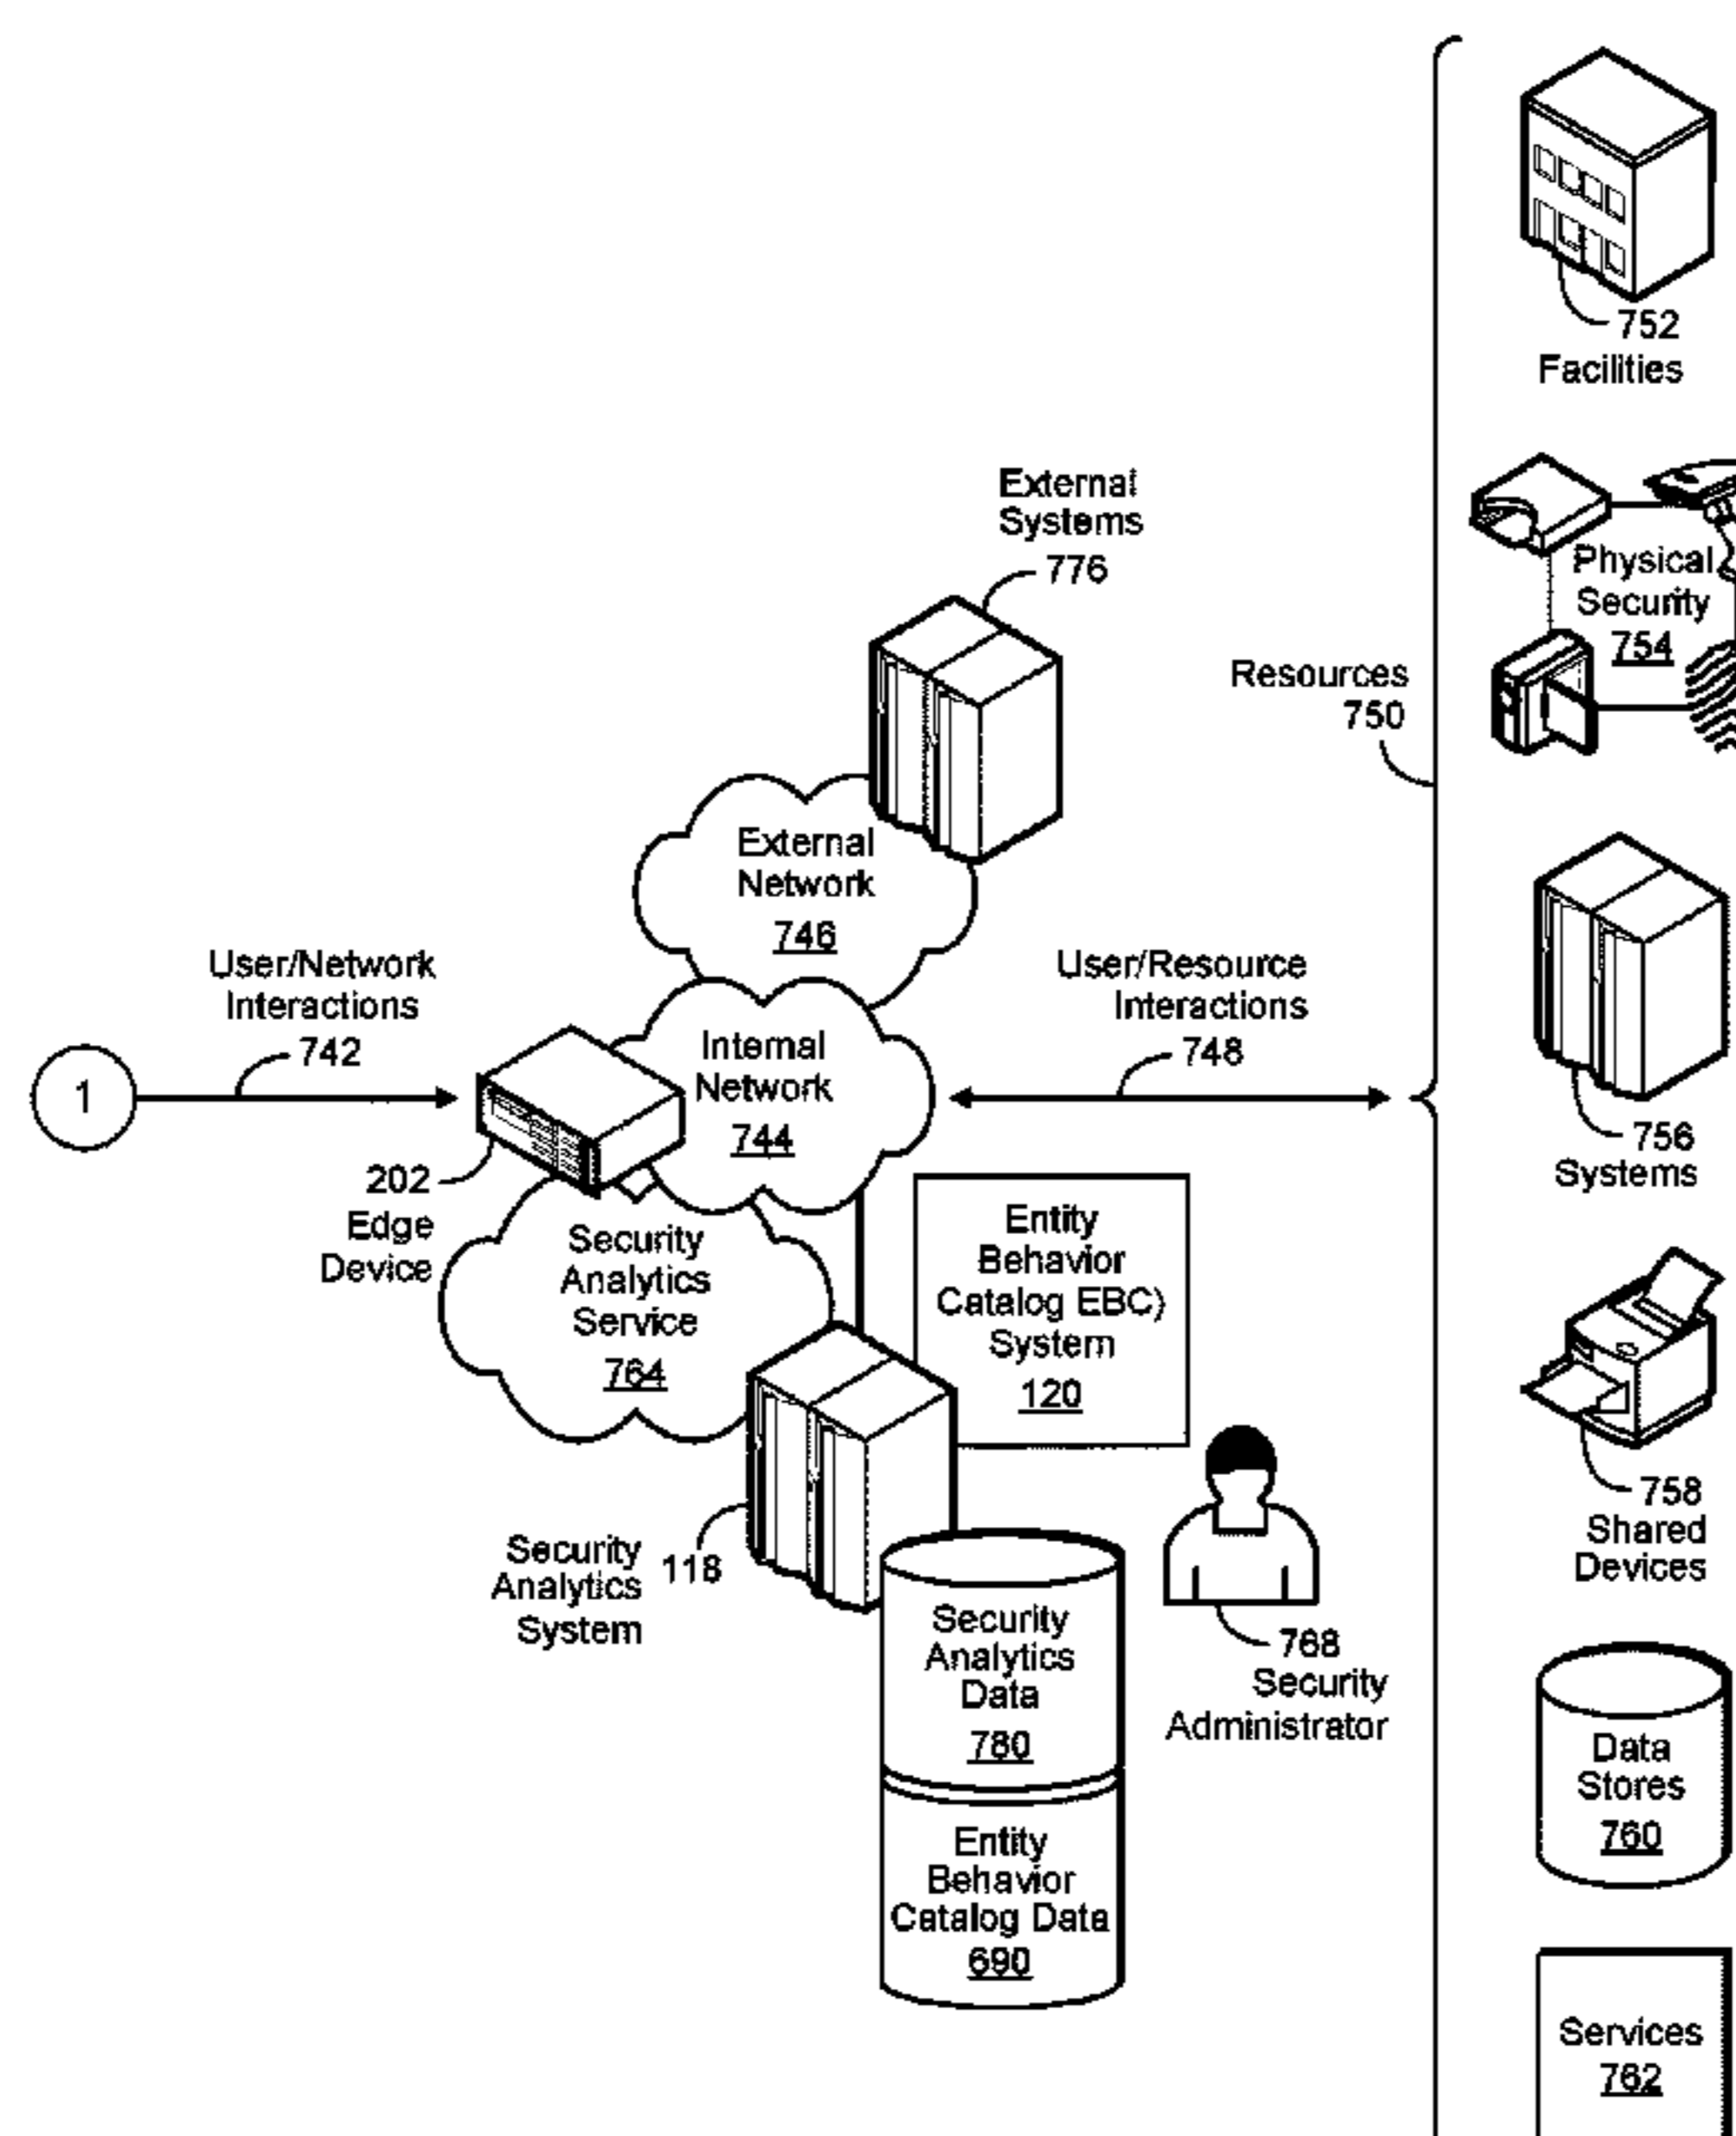 752
Facilities
External
Systems
776
Physical
Security
754
Resources
750
External
Network
746
User/Network
Interactions
742
User/Resource
Interactions
748
1
Internal
Network
744
202
Edge
Device
756
Systems
Security
Analytics
Service
764
Entity
Behavior
Catalog EBC)
System
120
758
Shared
Devices
Security
Analytics
System
118
Security
Analytics
Data
780
768
Security
Administrator
Data
Stores
760
Entity
Behavior
Catalog Data
690
Services
762